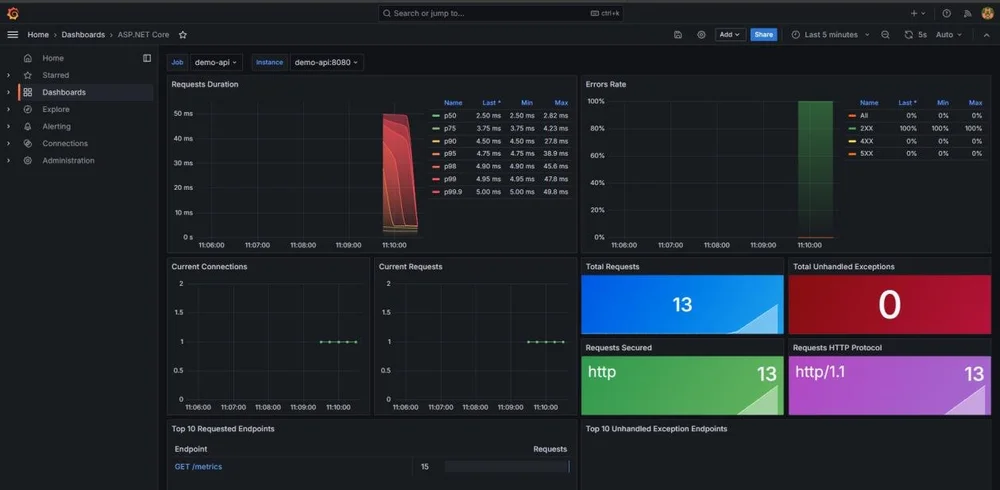 Search or jump to...
ctrl+k
Home › Dashboards › ASP.NET Core
Add
Share
Last 5 minutes
5s
Auto
Home
Starred
Dashboards
Explore
Alerting
Connections
Administration
Job demo-api Instance demo-api:8080
Requests Duration
50 ms
40 ms
30 ms
20 ms
10 ms
0 s
11:06:00 11:07:00 11:08:00 11:09:00 11:10:00
Name Last * Min Max
p50 2.50 ms 2.50 ms 2.82 ms
p75 3.75 ms 3.75 ms 4.23 ms
p90 4.50 ms 4.50 ms 27.8 ms
p95 4.75 ms 4.75 ms 38.9 ms
p98 4.90 ms 4.90 ms 45.6 ms
p99 4.95 ms 4.95 ms 47.8 ms
p99.9 5.00 ms 5.00 ms 49.8 ms
Errors Rate
100%
80%
60%
40%
20%
0%
11:06:00 11:07:00 11:08:00 11:09:00 11:10:00
Name Last * Min Max
All 0% 0% 0%
2XX 100% 100% 100%
4XX 0% 0% 0%
5XX 0% 0% 0%
Current Connections
2
1.5
1
0.5
0
11:06:00 11:07:00 11:08:00 11:09:00 11:10:00
Current Requests
2
1.5
1
0.5
0
11:06:00 11:07:00 11:08:00 11:09:00 11:10:00
Total Requests
13
Total Unhandled Exceptions
0
Requests Secured
http 13
Requests HTTP Protocol
http/1.1 13
Top 10 Requested Endpoints
Endpoint Requests
GET /metrics 15
Top 10 Unhandled Exception Endpoints